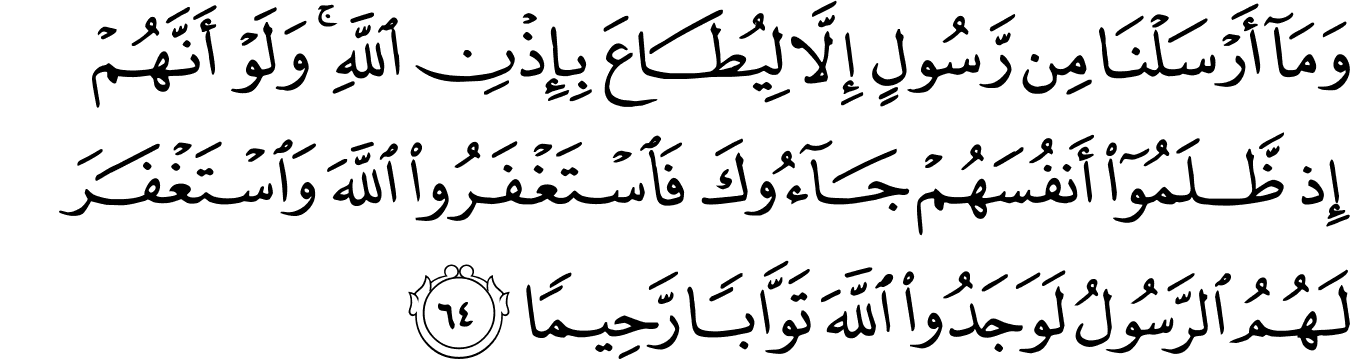 وَمَآ أَرْسَلْنَا مِن رَّسُولٍ إِلَّا لِيُطَاعَ بِإِذْنِ ٱللَّهِ ۚ وَلَوْ أَنَّهُمْ
إِذ ظَّلَمُوٓا۟ أَنفُسَهُمْ جَآءُوكَ فَٱسْتَغْفَرُوا۟ ٱللَّهَ وَٱسْتَغْفَرَ
لَهُمُ ٱلرَّسُولُ لَوَجَدُوا۟ ٱللَّهَ تَوَّابًا رَّحِيمًا ٦٤